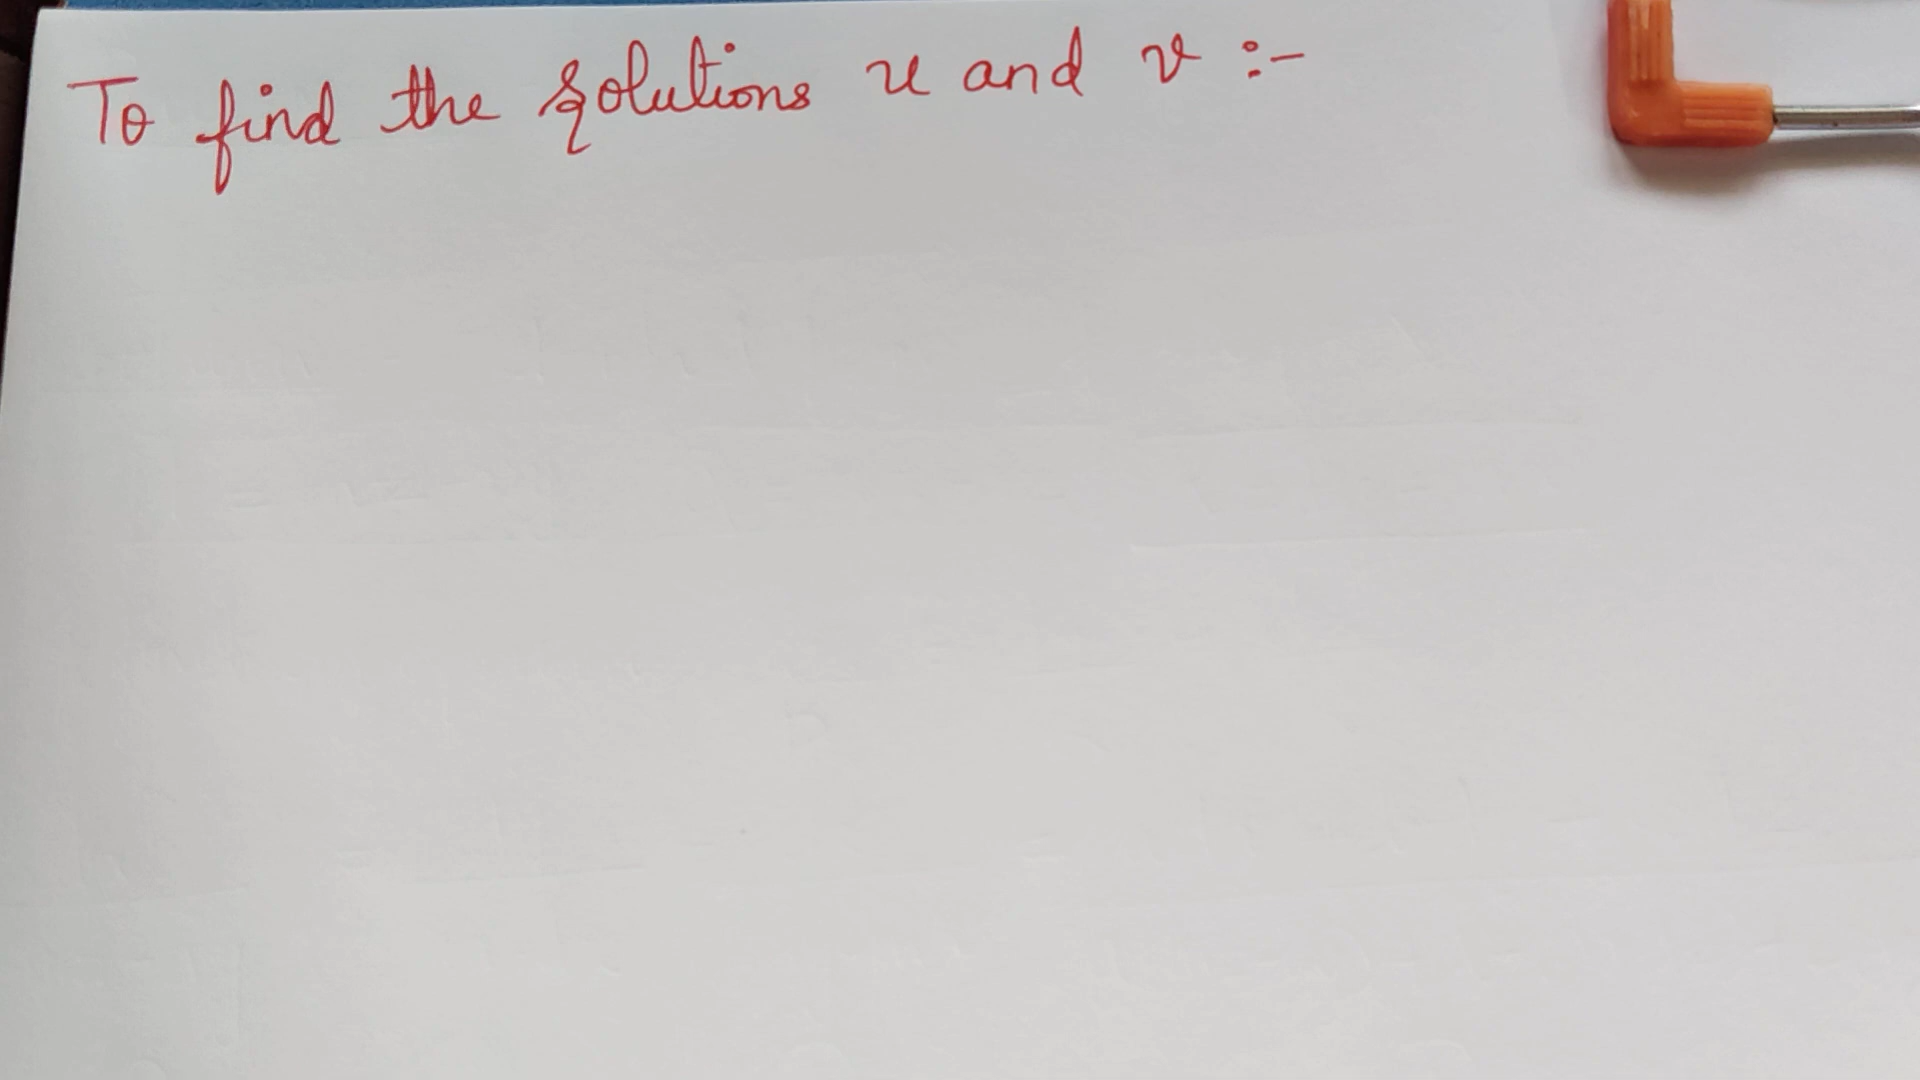 To find the solutions u and v :-